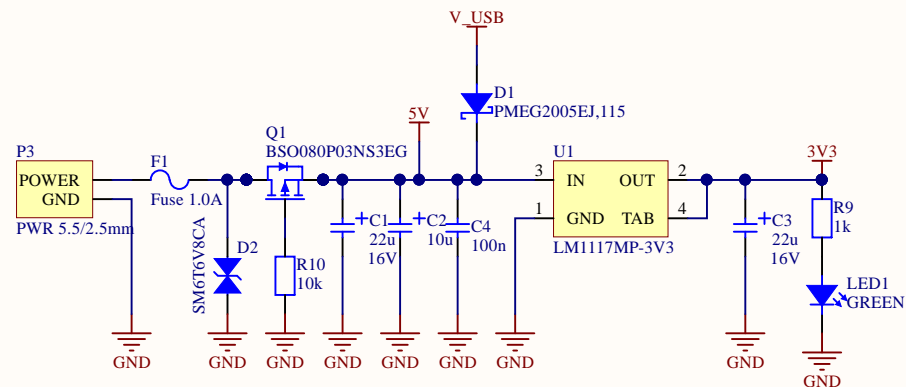 V_USB
D1
PMEG2005EJ,115
5V
Q1
BSO080P03NS3EG
P3
POWER
GND
PWR 5.5/2.5mm
F1
Fuse 1.0A
U1
3 IN OUT 2
1 GND TAB 4
LM1117MP-3V3
3V3
SM6T6V8CA
D2
R10
10k
C1
22u
16V
C2
10u
C4
100n
C3
22u
16V
R9
1k
LED1
GREEN
GND
GND
GND
GND
GND
GND
GND
GND
GND